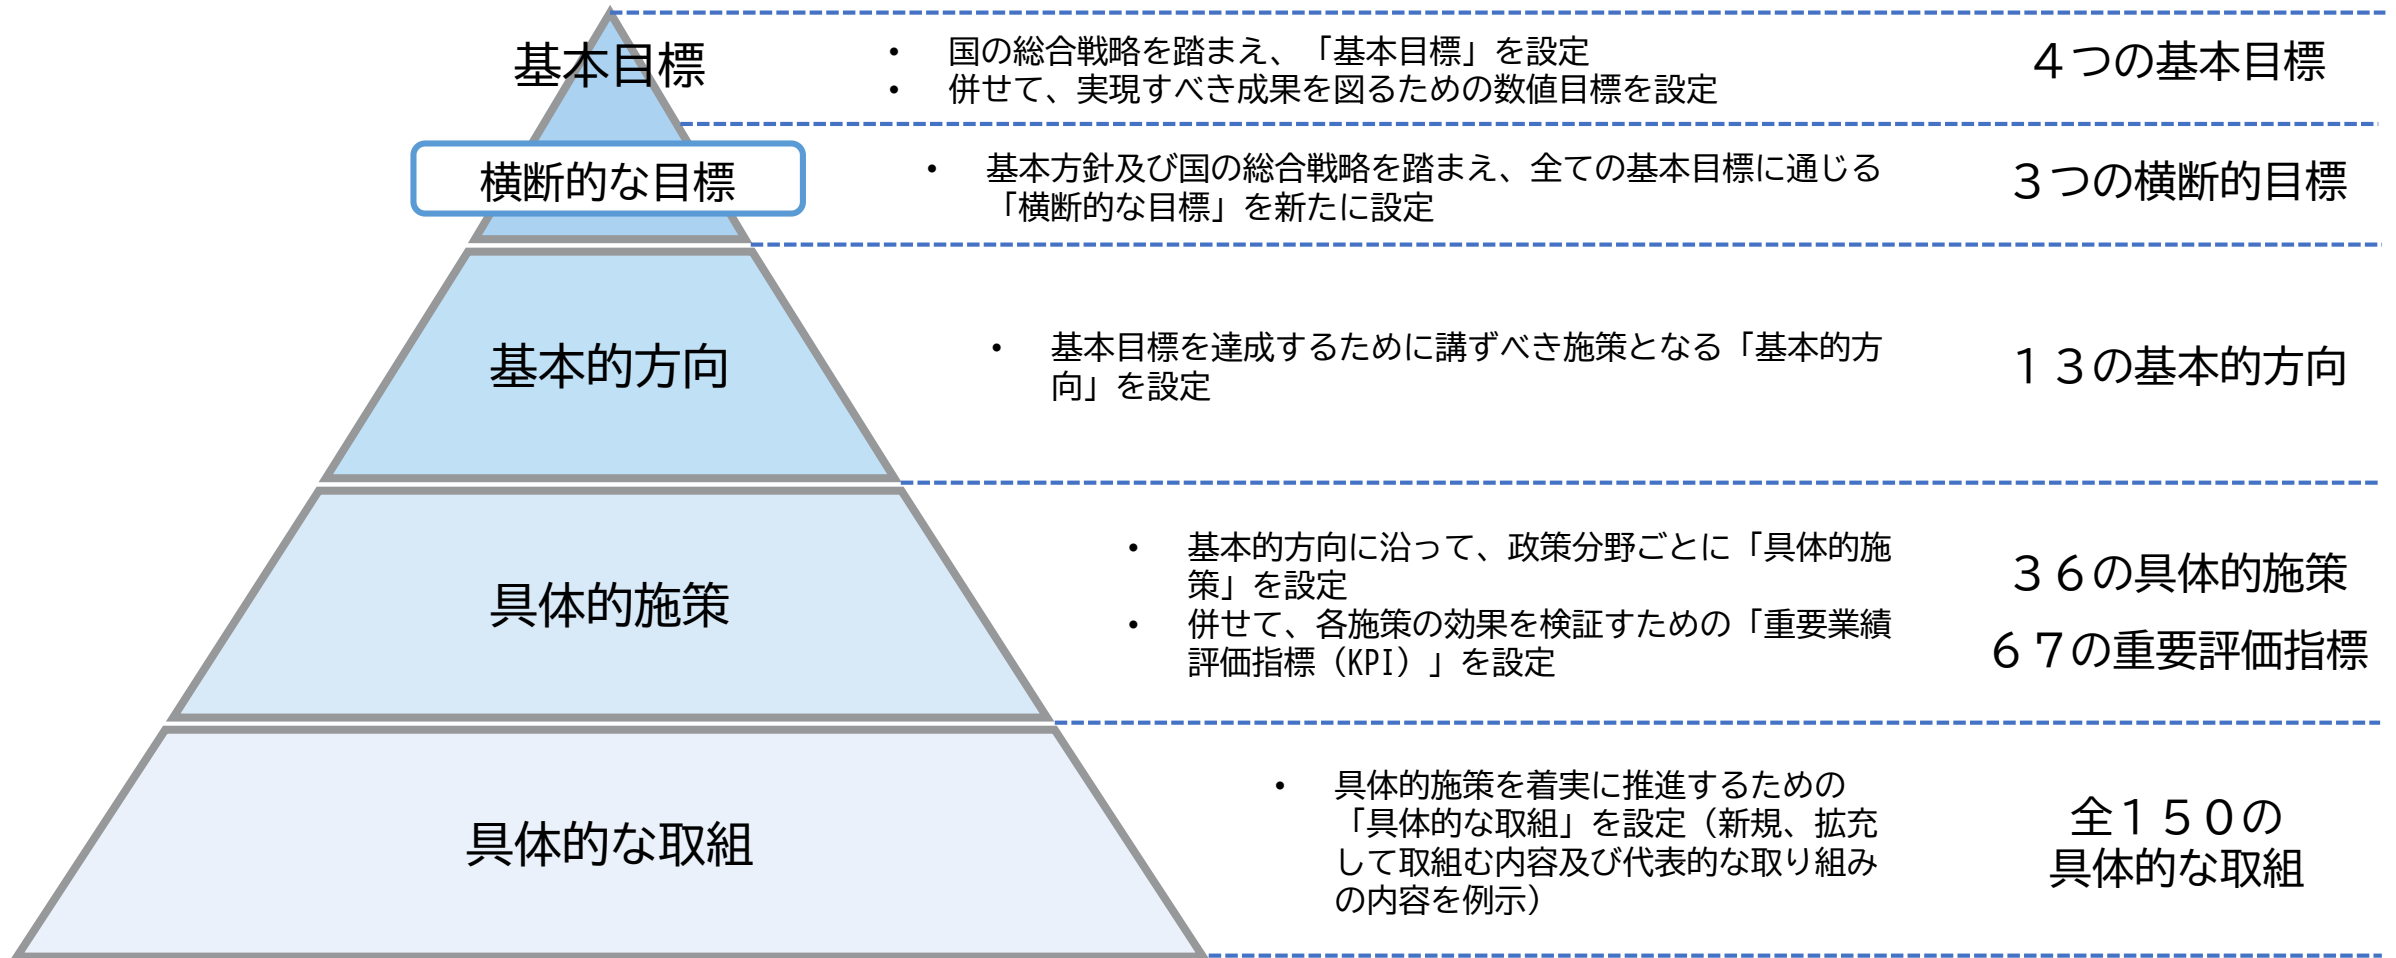 基本目標
• 国の総合戦略を踏まえ、「基本目標」を設定
• 併せて、実現すべき成果を図るための数値目標を設定
４つの基本目標
横断的な目標
• 基本方針及び国の総合戦略を踏まえ、全ての基本目標に通じる
「横断的な目標」を新たに設定
３つの横断的目標
基本的方向
• 基本目標を達成するために講ずべき施策となる「基本的方
向」を設定
１３の基本的方向
具体的施策
• 基本的方向に沿って、政策分野ごとに「具体的施
策」を設定
• 併せて、各施策の効果を検証すための「重要業績
評価指標（KPI）」を設定
３６の具体的施策
６７の重要評価指標
具体的な取組
• 具体的施策を着実に推進するための
「具体的な取組」を設定（新規、拡充
して取組む内容及び代表的な取り組み
の内容を例示）
全１５０の
具体的な取組